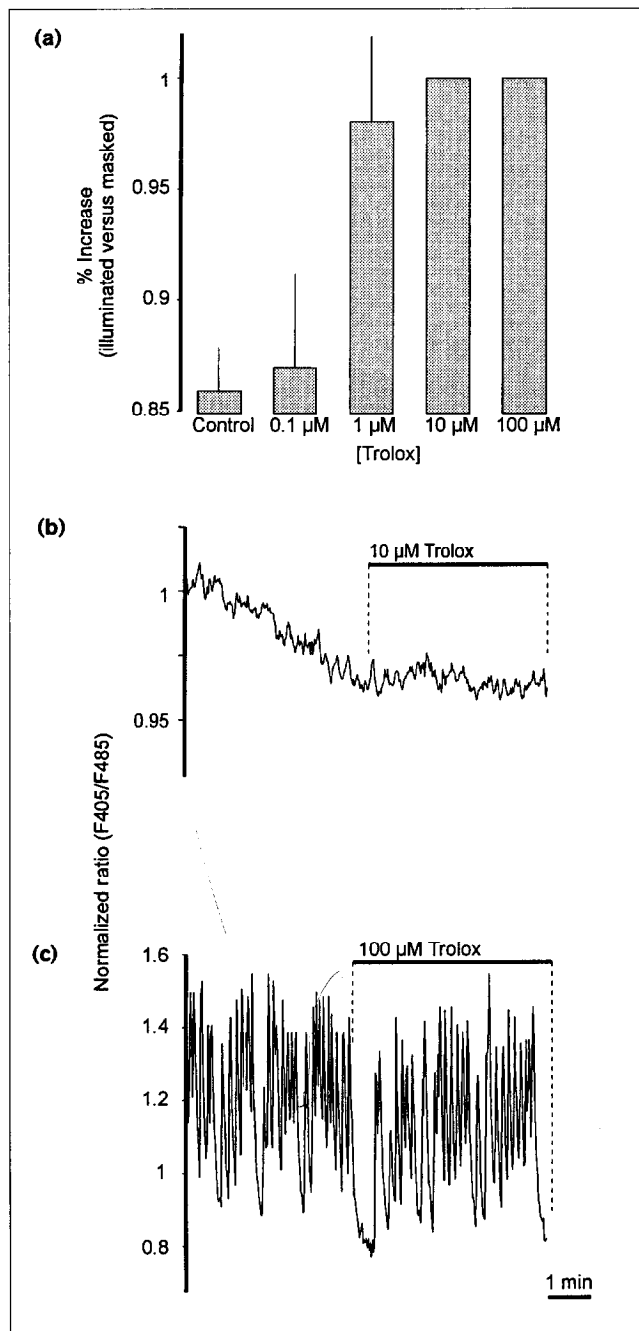 (a)
% Increase
(illuminated versus masked)
1
0.95
0.9
0.85
Control 0.1 µM 1 µM 10 µM 100 µM
[Trolox]
(b)
10 µM Trolox
1
0.95
Normalized ratio (F405/F485)
(c)
100 µM Trolox
1.6
1.4
1.2
1
0.8
1 min